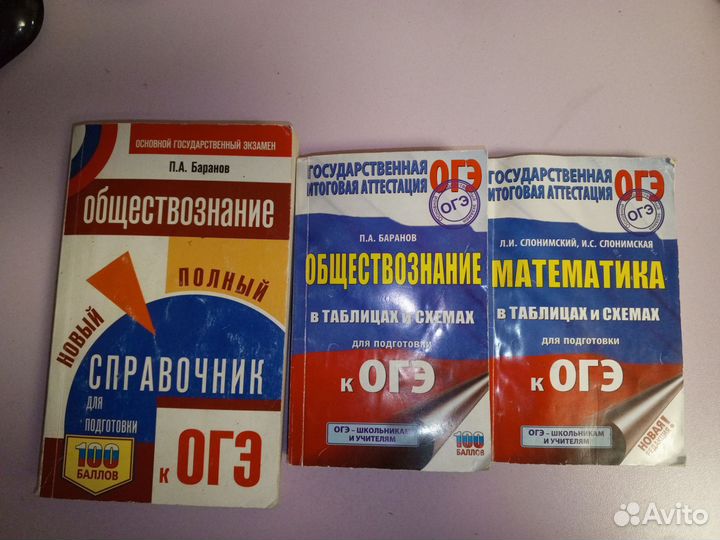 ОСНОВНОЙ ГОСУДАРСТВЕННЫЙ ЭКЗАМЕН
П.А. Баранов
ОБЩЕСТВОЗНАНИЕ
НОВЫЙ
ПОЛНЫЙ
СПРАВОЧНИК
ДЛЯ
ПОДГОТОВКИ
100
БАЛЛОВ
К ОГЭ
ГОСУДАРСТВЕННАЯ
ИТОГОВАЯ АТТЕСТАЦИЯ
ОГЭ
ОГЭ
П.А. БАРАНОВ
ОБЩЕСТВОЗНАНИЕ
В ТАБЛИЦАХ И СХЕМАХ
для подготовки
к ОГЭ
ОГЭ – ШКОЛЬНИКАМ
И УЧИТЕЛЯМ
100
БАЛЛОВ
ГОСУДАРСТВЕННАЯ
ИТОГОВАЯ АТТЕСТАЦИЯ
ОГЭ
ОГЭ
Л.И. СЛОНИМСКИЙ, И.С. СЛОНИМСКАЯ
МАТЕМАТИКА
В ТАБЛИЦАХ И СХЕМАХ
для подготовки
к ОГЭ
ОГЭ – ШКОЛЬНИКАМ
И УЧИТЕЛЯМ
НОВАЯ
Avito